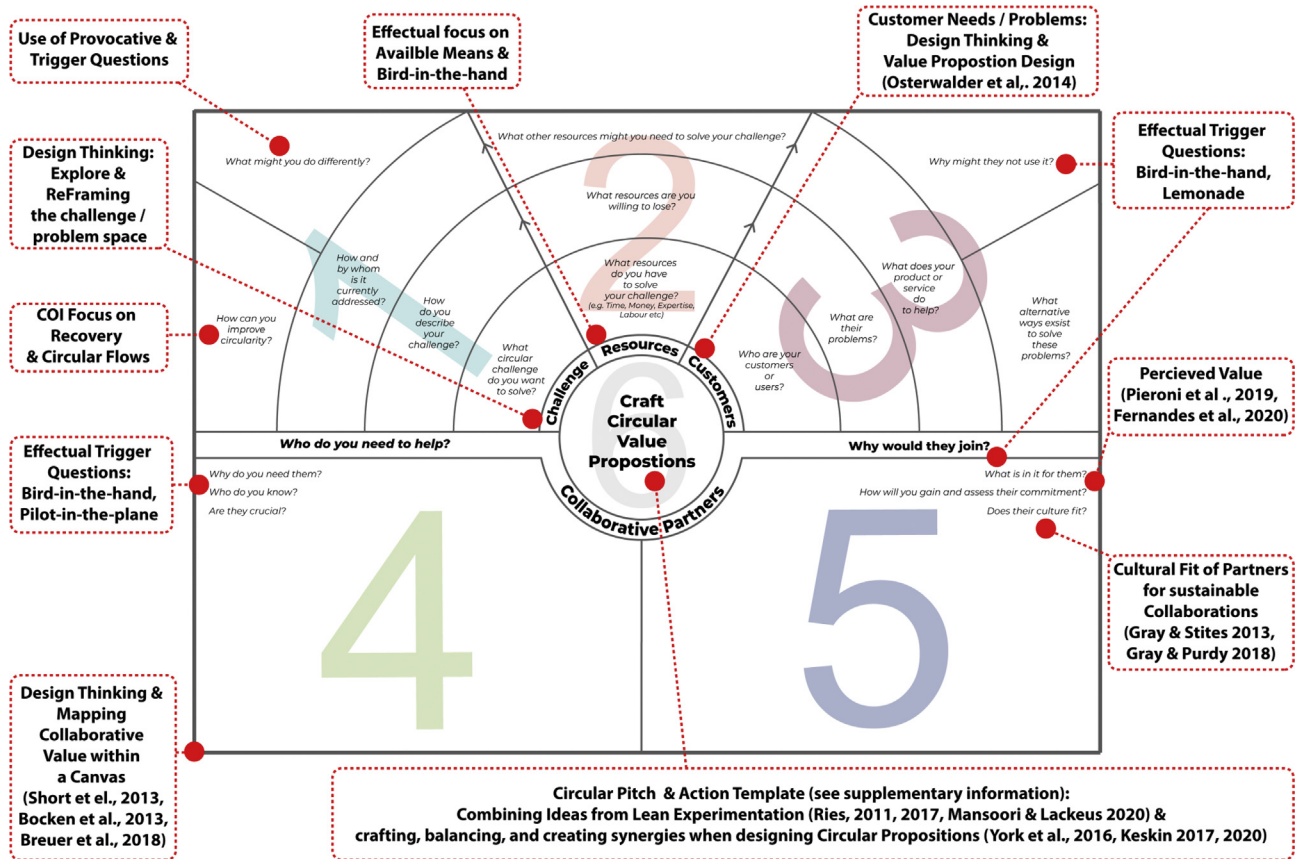 Use of Provocative &
Trigger Questions
Effectual focus on
Availble Means &
Bird-in-the-hand
Customer Needs / Problems:
Design Thinking &
Value Propostion Design
(Osterwalder et al,. 2014)
Design Thinking:
Explore &
ReFraming
the challenge /
problem space
Effectual Trigger
Questions:
Bird-in-the-hand,
Lemonade
COI Focus on
Recovery
& Circular Flows
Percieved Value
(Pieroni et al ., 2019,
Fernandes et al., 2020)
Effectual Trigger
Questions:
Bird-in-the-hand,
Pilot-in-the-plane
Cultural Fit of Partners
for sustainable
Collaborations
(Gray & Stites 2013,
Gray & Purdy 2018)
Design Thinking &
Mapping
Collaborative
Value within
a Canvas
(Short et el., 2013,
Bocken et al., 2013,
Breuer et al., 2018)
Circular Pitch & Action Template (see supplementary information):
Combining Ideas from Lean Experimentation (Ries, 2011, 2017, Mansoori & Lackeus 2020) &
crafting, balancing, and creating synergies when designing Circular Propositions (York et al., 2016, Keskin 2017, 2020)
1
What might you do differently?
How and
by whom
is it
currently
addressed?
How can you
improve
circularity?
How
do you
describe
your
challenge?
What
circular
challenge
do you want
to solve?
Challenge
2
What other resources might you need to solve your challenge?
What resources are you
willing to lose?
What resources
do you have
to solve
your challenge?
(e.g. Time, Money, Expertise,
Labour etc)
Resources
3
Why might they not use it?
What does your
product or
service
do
to help?
What
alternative
ways exsist
to solve
these
problems?
What are
their
problems?
Who are your
customers
or
users?
Customers
6
Craft
Circular
Value
Propostions
Collaborative Partners
Who do you need to help?
Why do you need them?
Who do you know?
Are they crucial?
4
Why would they join?
What is in it for them?
How will you gain and assess their commitment?
Does their culture fit?
5